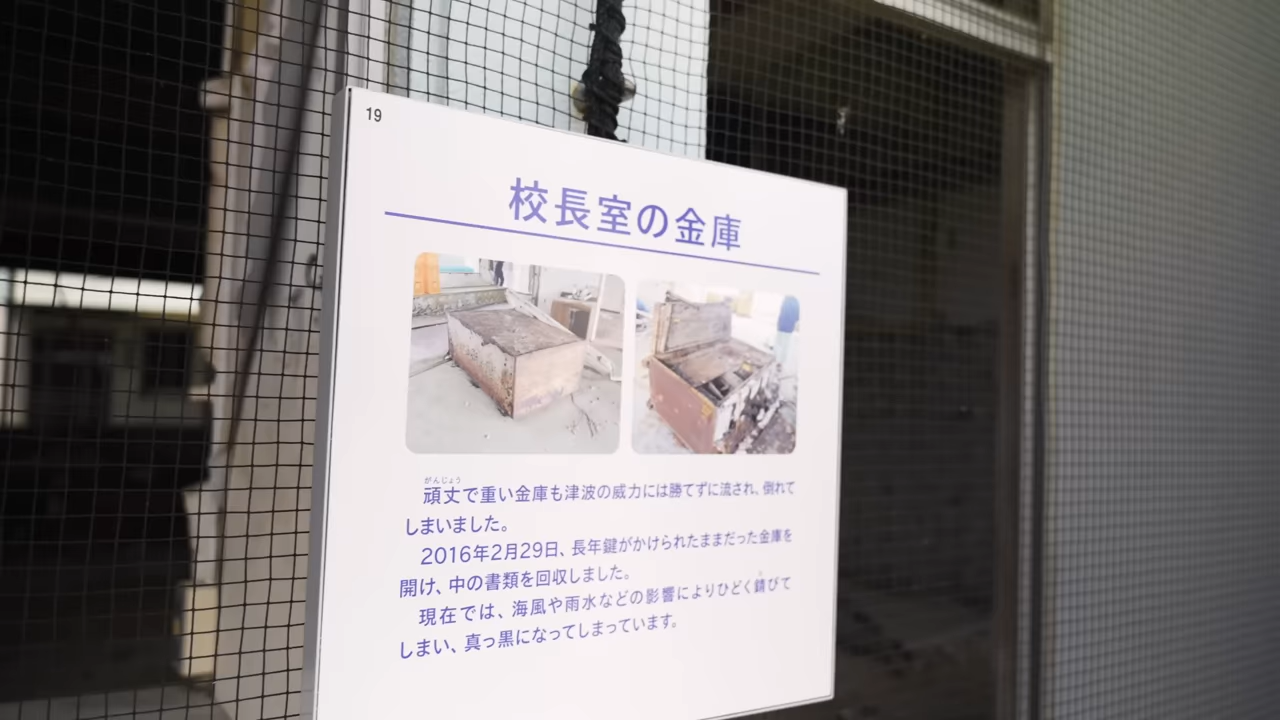 19
校長室の金庫
がんじょう
頑丈で重い金庫も津波の威力には勝てずに流され、倒れて
しまいました。
2016年2月29日、長年鍵がかけられたままだった金庫を
開け、中の書類を回収しました。
現在では、海風や雨水などの影響によりひどく錆びて
しまい、真っ黒になってしまっています。